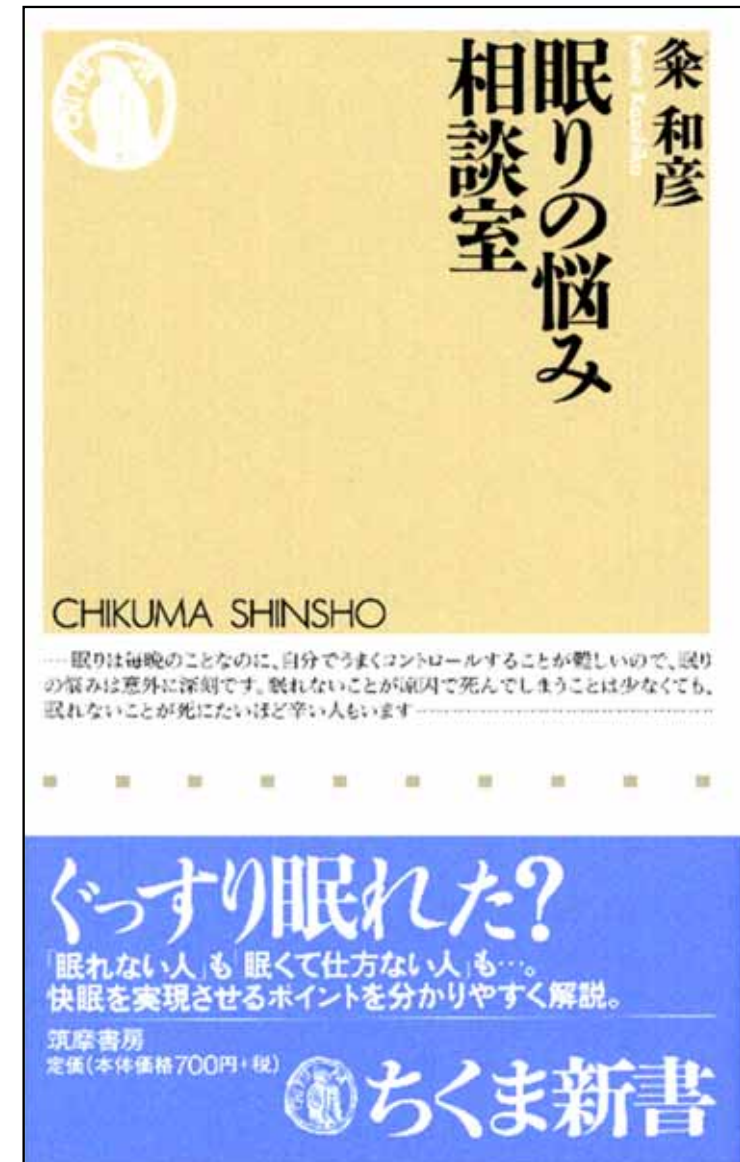 粂 和彦
Kume Kazuhiko
眠りの悩み
相談室
CHIKUMA SHINSHO
……眠りは毎晩のことなのに、自分でうまくコントロールすることが難しいので、眠り
の悩みは意外に深刻です。眠れないことが原因で死んでしまうことは少なくても、
眠れないことが死にたいほど辛い人もいます……………………………………
ぐっすり眠れた?
「眠れない人」も「眠くて仕方ない人」も…。
快眠を実現させるポイントを分かりやすく解説。
筑摩書房
定価(本体価格700円+税)
ちくま新書